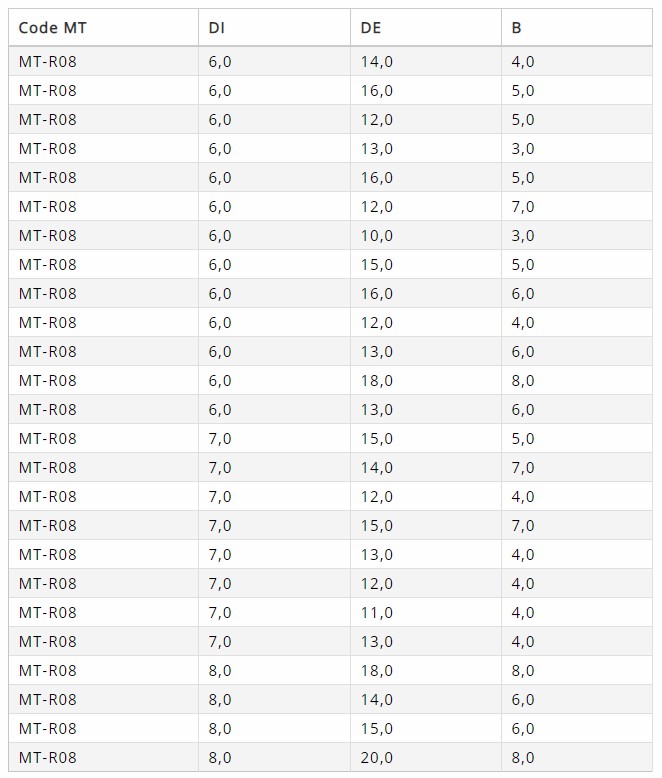 Code MT DI DE B
MT-R08 6,0 14,0 4,0
MT-R08 6,0 16,0 5,0
MT-R08 6,0 12,0 5,0
MT-R08 6,0 13,0 3,0
MT-R08 6,0 16,0 5,0
MT-R08 6,0 12,0 7,0
MT-R08 6,0 10,0 3,0
MT-R08 6,0 15,0 5,0
MT-R08 6,0 16,0 6,0
MT-R08 6,0 12,0 4,0
MT-R08 6,0 13,0 6,0
MT-R08 6,0 18,0 8,0
MT-R08 6,0 13,0 6,0
MT-R08 7,0 15,0 5,0
MT-R08 7,0 14,0 7,0
MT-R08 7,0 12,0 4,0
MT-R08 7,0 15,0 7,0
MT-R08 7,0 13,0 4,0
MT-R08 7,0 12,0 4,0
MT-R08 7,0 11,0 4,0
MT-R08 7,0 13,0 4,0
MT-R08 8,0 18,0 8,0
MT-R08 8,0 14,0 6,0
MT-R08 8,0 15,0 6,0
MT-R08 8,0 20,0 8,0